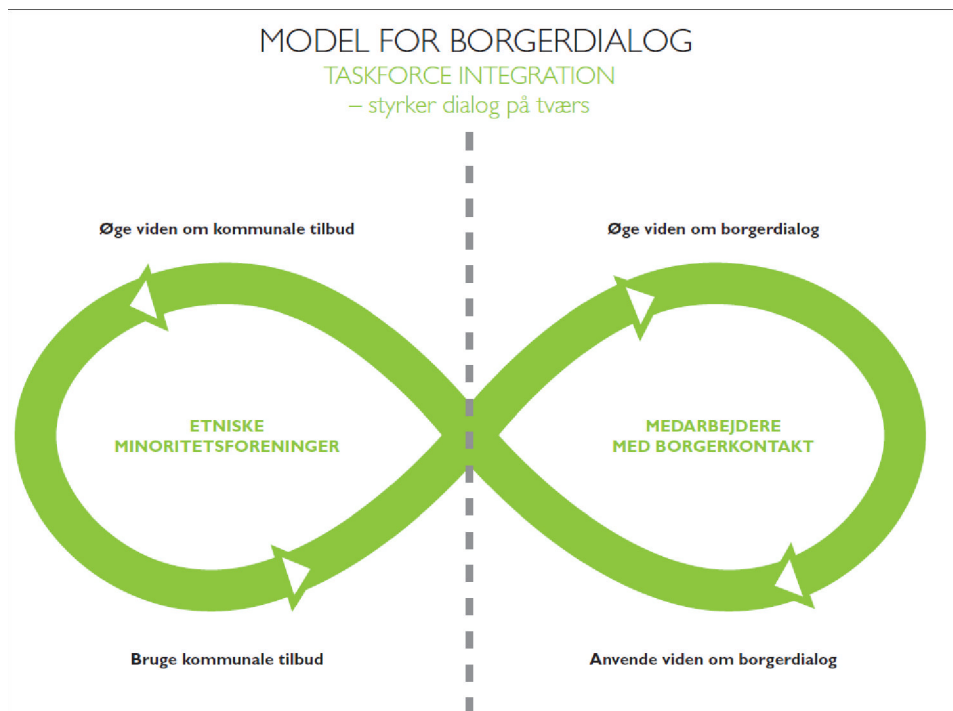 MODEL FOR BORGERDIALOG
TASKFORCE INTEGRATION
– styrker dialog på tværs
Øge viden om kommunale tilbud
Øge viden om borgerdialog
ETNISKE
MINORITETSFORENINGER
MEDARBEJDERE
MED BORGERKONTAKT
Bruge kommunale tilbud
Anvende viden om borgerdialog